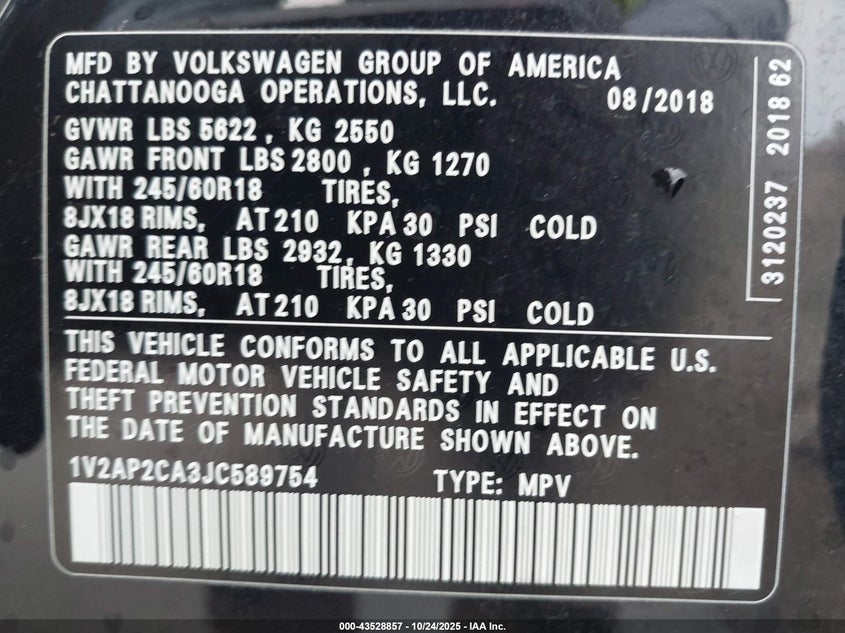 MFD BY VOLKSWAGEN GROUP OF AMERICA
CHATTANOOGA OPERATIONS, LLC. 08/2018
GVWR LBS 5622, KG 2550
GAWR FRONT LBS 2800, KG 1270
WITH 245/60R18 TIRES,
8JX18 RIMS, AT 210 KPA 30 PSI COLD
GAWR REAR LBS 2932, KG 1330
WITH 245/60R18 TIRES,
8JX18 RIMS, AT 210 KPA 30 PSI COLD
THIS VEHICLE CONFORMS TO ALL APPLICABLE U.S.
FEDERAL MOTOR VEHICLE SAFETY AND
THEFT PREVENTION STANDARDS IN EFFECT ON
THE DATE OF MANUFACTURE SHOWN ABOVE.
1V2AP2CA3JC589754 TYPE: MPV
3120237 2018 62
000-43528857 - 10/24/2025 - IAA Inc.